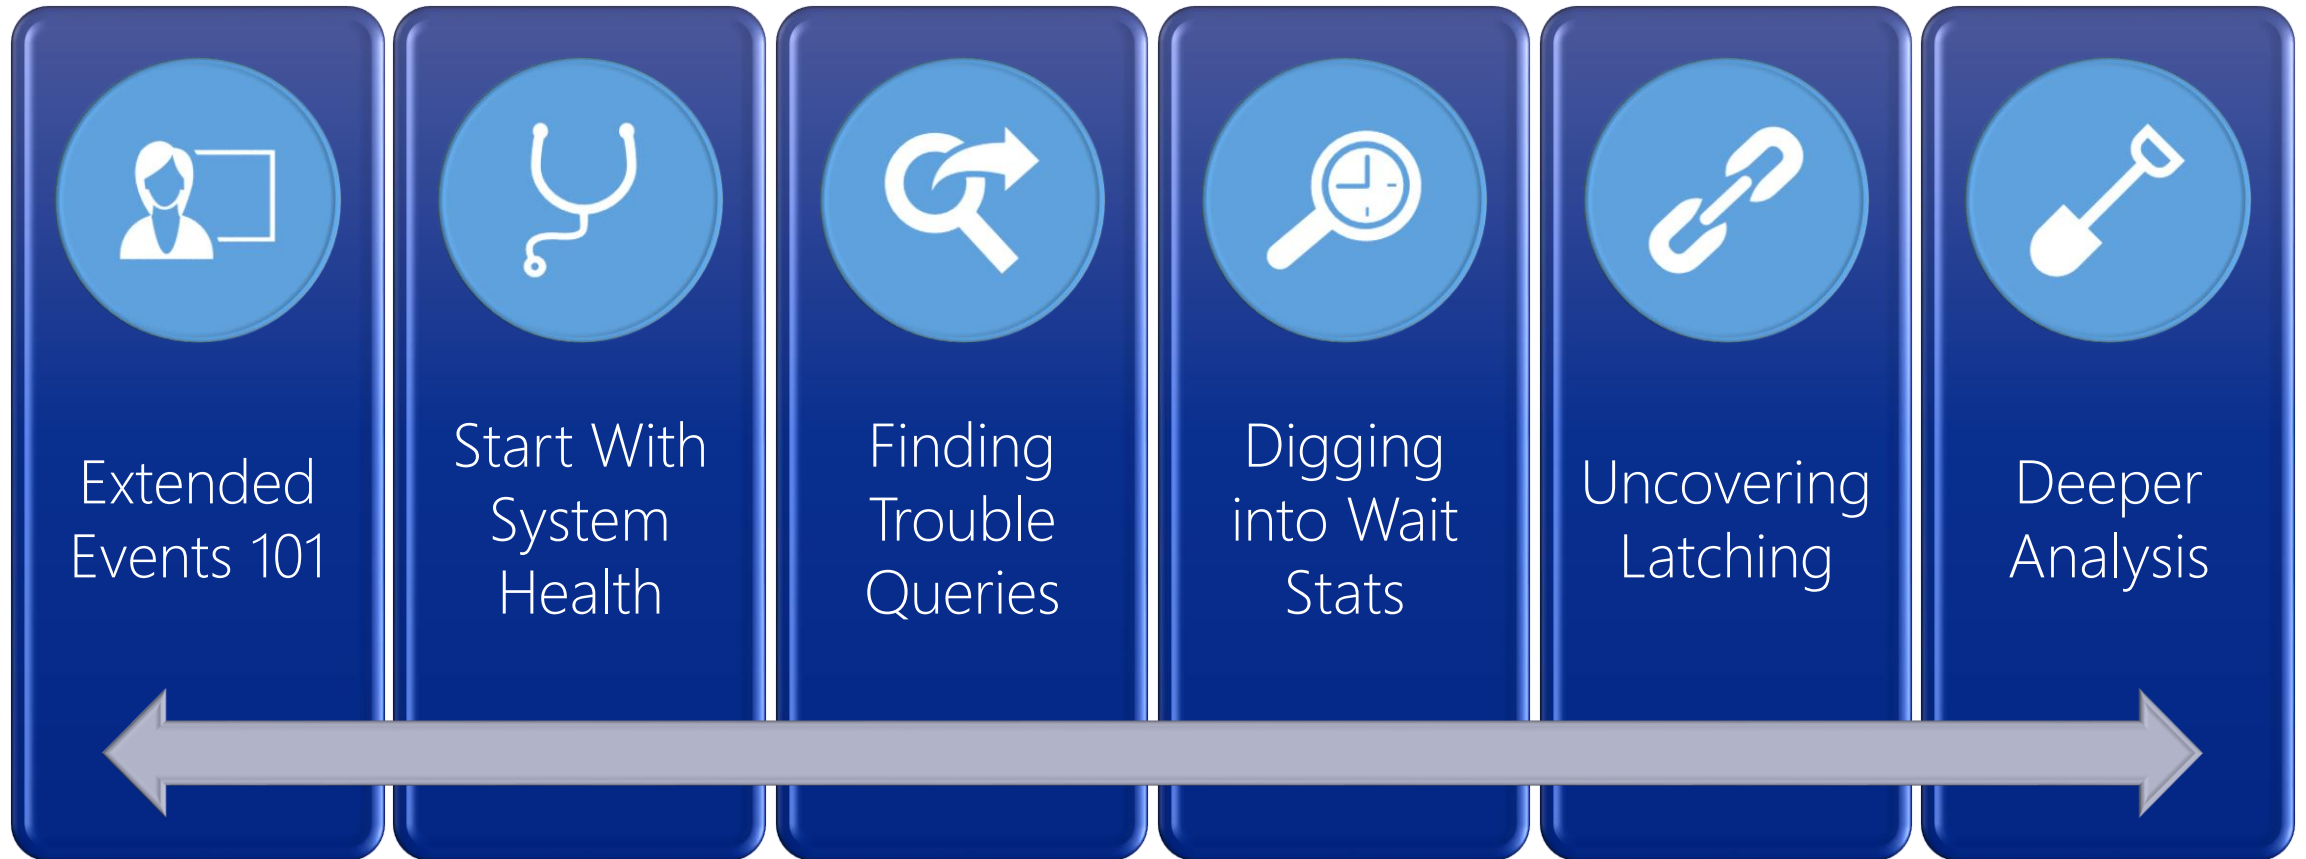 Extended
Events 101
Start With
System
Health
Finding
Trouble
Queries
Digging
into Wait
Stats
Uncovering
Latching
Deeper
Analysis